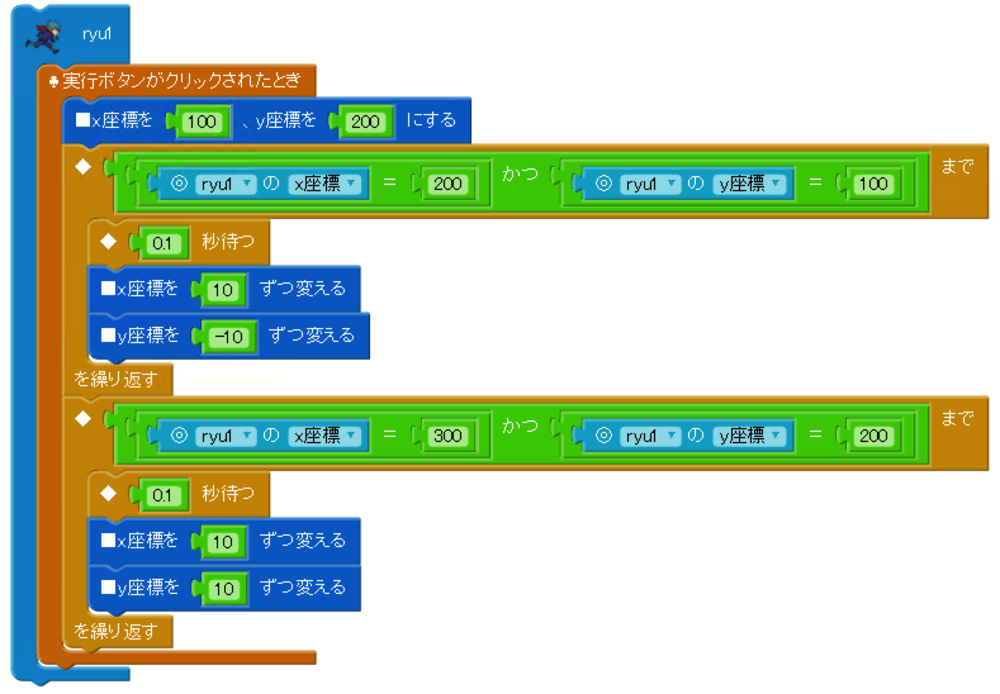 ryu1
実行ボタンがクリックされたとき
x座標を 100 、y座標を 200 にする
ryu1 の x座標 = 200 かつ ryu1 の y座標 = 100 まで
0.1 秒待つ
x座標を 10 ずつ変える
y座標を -10 ずつ変える
を繰り返す
ryu1 の x座標 = 300 かつ ryu1 の y座標 = 200 まで
0.1 秒待つ
x座標を 10 ずつ変える
y座標を 10 ずつ変える
を繰り返す